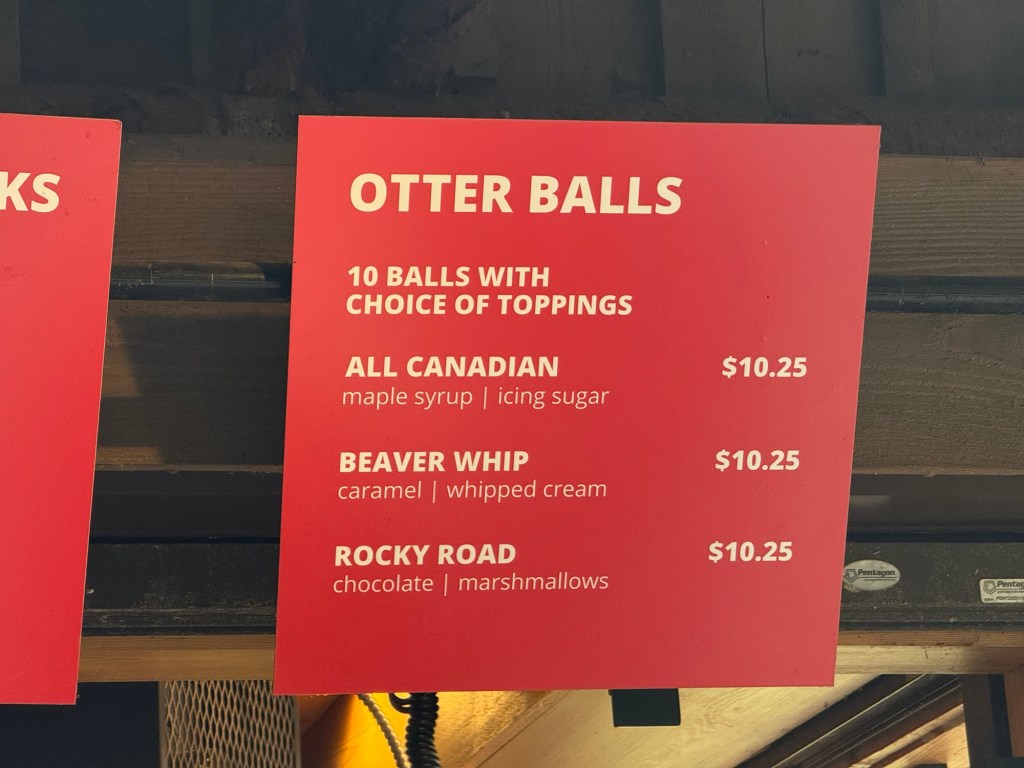 KS
OTTER BALLS
10 BALLS WITH
CHOICE OF TOPPINGS
ALL CANADIAN $10.25
maple syrup | icing sugar
BEAVER WHIP $10.25
caramel | whipped cream
ROCKY ROAD $10.25
chocolate | marshmallows
Pentagon